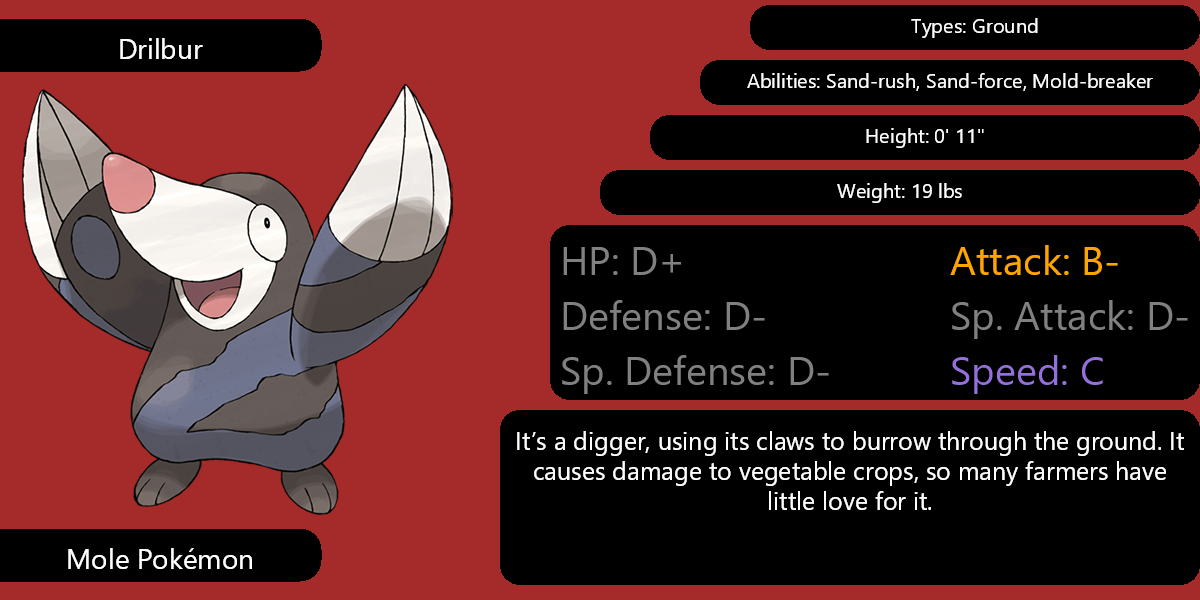 Drilbur
Types: Ground
Abilities: Sand-rush, Sand-force, Mold-breaker
Height: 0' 11"
Weight: 19 lbs
HP: D+
Attack: B-
Defense: D-
Sp. Attack: D-
Sp. Defense: D-
Speed: C
It’s a digger, using its claws to burrow through the ground. It
causes damage to vegetable crops, so many farmers have
little love for it.
Mole Pokémon